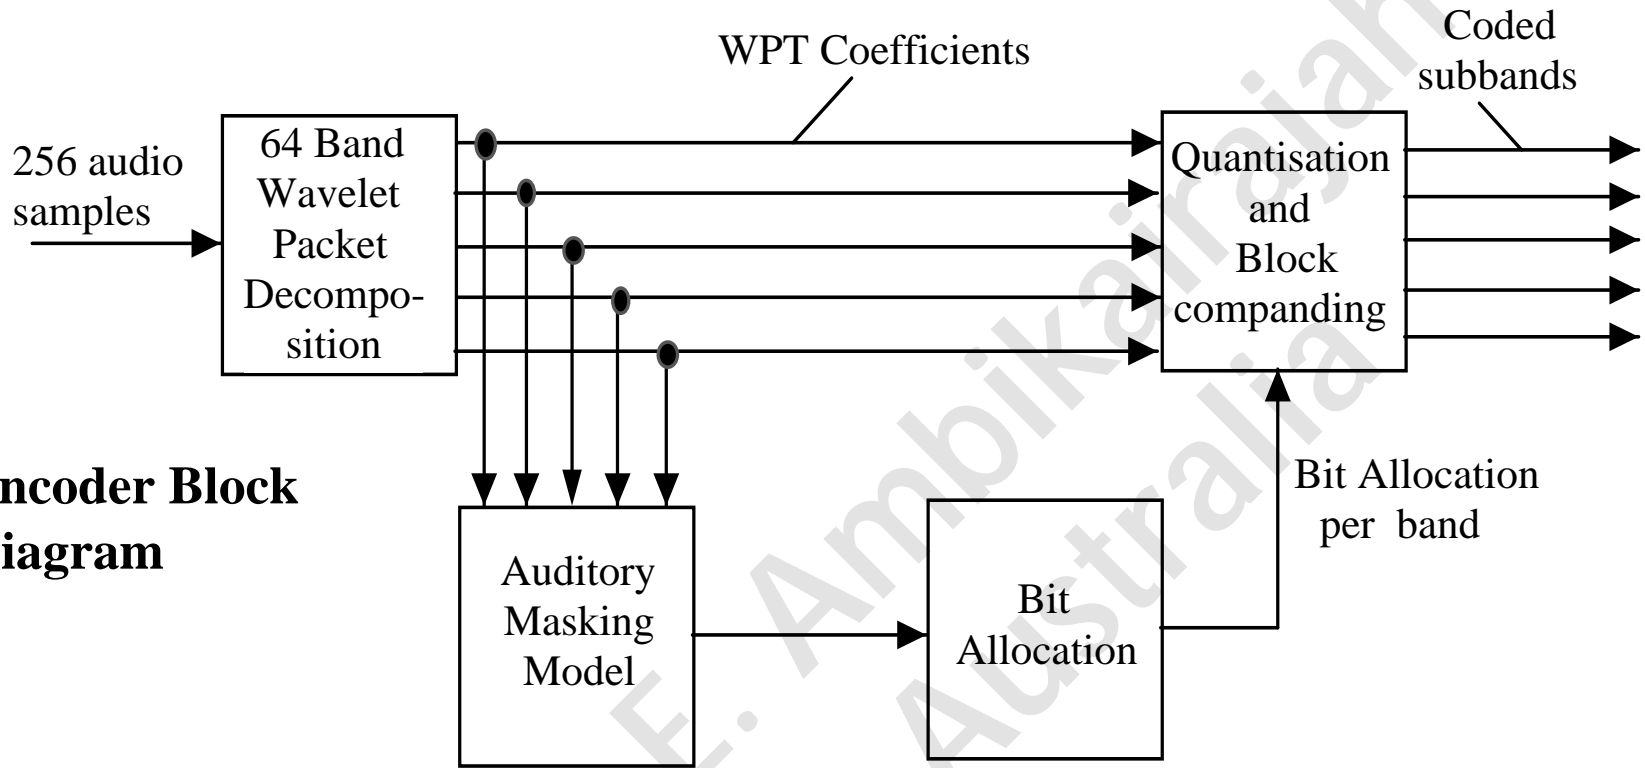 WPT Coefficients
Coded
subbands
256 audio
samples
64 Band
Wavelet
Packet
Decompo-
sition
Quantisation
and
Block
companding
ncoder Block
iagram
Auditory
Masking
Model
Bit
Allocation
Bit Allocation
per band
E. Ambikairajah
Australia